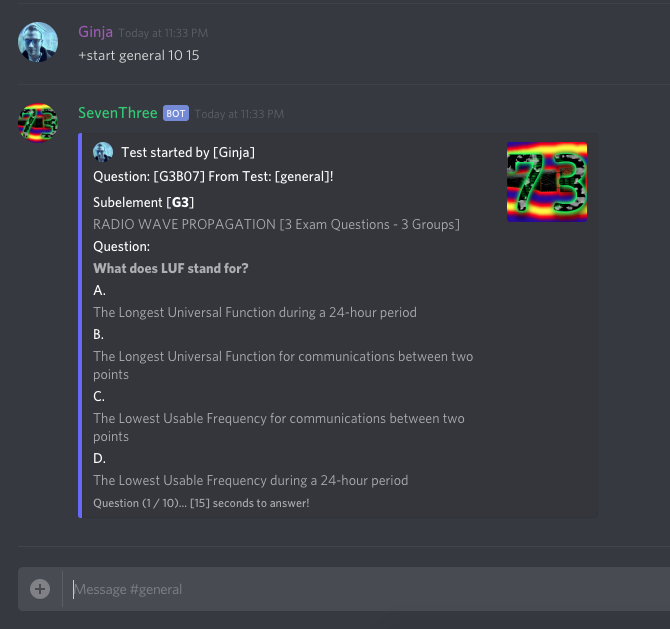 Ginja Today at 11:33 PM
+start general 10 15
SevenThree BOT Today at 11:33 PM
Test started by [Ginja]
73
Question: [G3B07] From Test: [general]!
Subelement [G3]
RADIO WAVE PROPAGATION [3 Exam Questions - 3 Groups]
Question:
What does LUF stand for?
A.
The Longest Universal Function during a 24-hour period
B.
The Longest Universal Function for communications between two
points
C.
The Lowest Usable Frequency for communications between two
points
D.
The Lowest Usable Frequency during a 24-hour period
Question (1 / 10)... [15] seconds to answer!
Message #general